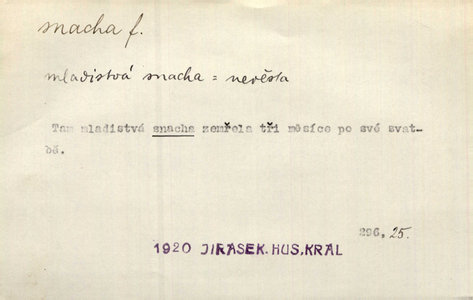 snacha f.
mladistvá snacha = nevěsta
Tam mladistvá snacha zemřela tři měsíce po své svat-
bě.
296, 25.
1920 JIRASEK. HUS. KRAL